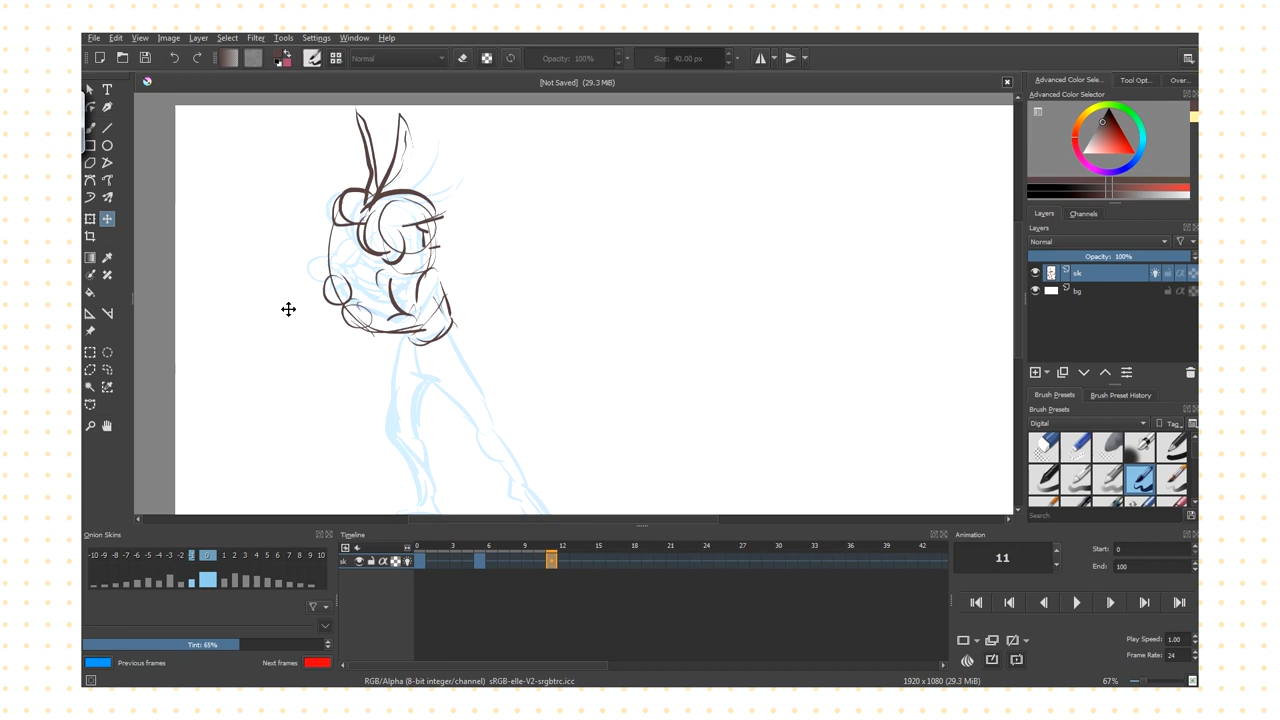 File Edit View Image Layer Select Filter Tools Settings Window Help
Normal Opacity: 100% Size: 40.00 px
[Not Saved] (29.3 MiB)
Advanced Color Sele... Tool Opt... Over...
Advanced Color Selector
Layers Channels
Layers
Normal
Opacity: 100%
sk
bg
Brush Presets Brush Preset History
Brush Presets
Digital Tag
Search
Onion Skins
-10 -9 -8 -7 -6 -5 -4 -3 -2 -1 0 1 2 3 4 5 6 7 8 9 10
Tint: 65%
Previous frames Next frames
Timeline
0 3 6 9 12 15 18 21 24 27 30 33 36 39 42
sk
Animation
11
Start: 0
End: 100
Play Speed: 1.00
Frame Rate: 24
RGB/Alpha (8-bit integer/channel) sRGB-elle-V2-srgbtrc.icc
1920 x 1080 (29.3 MiB)
67%